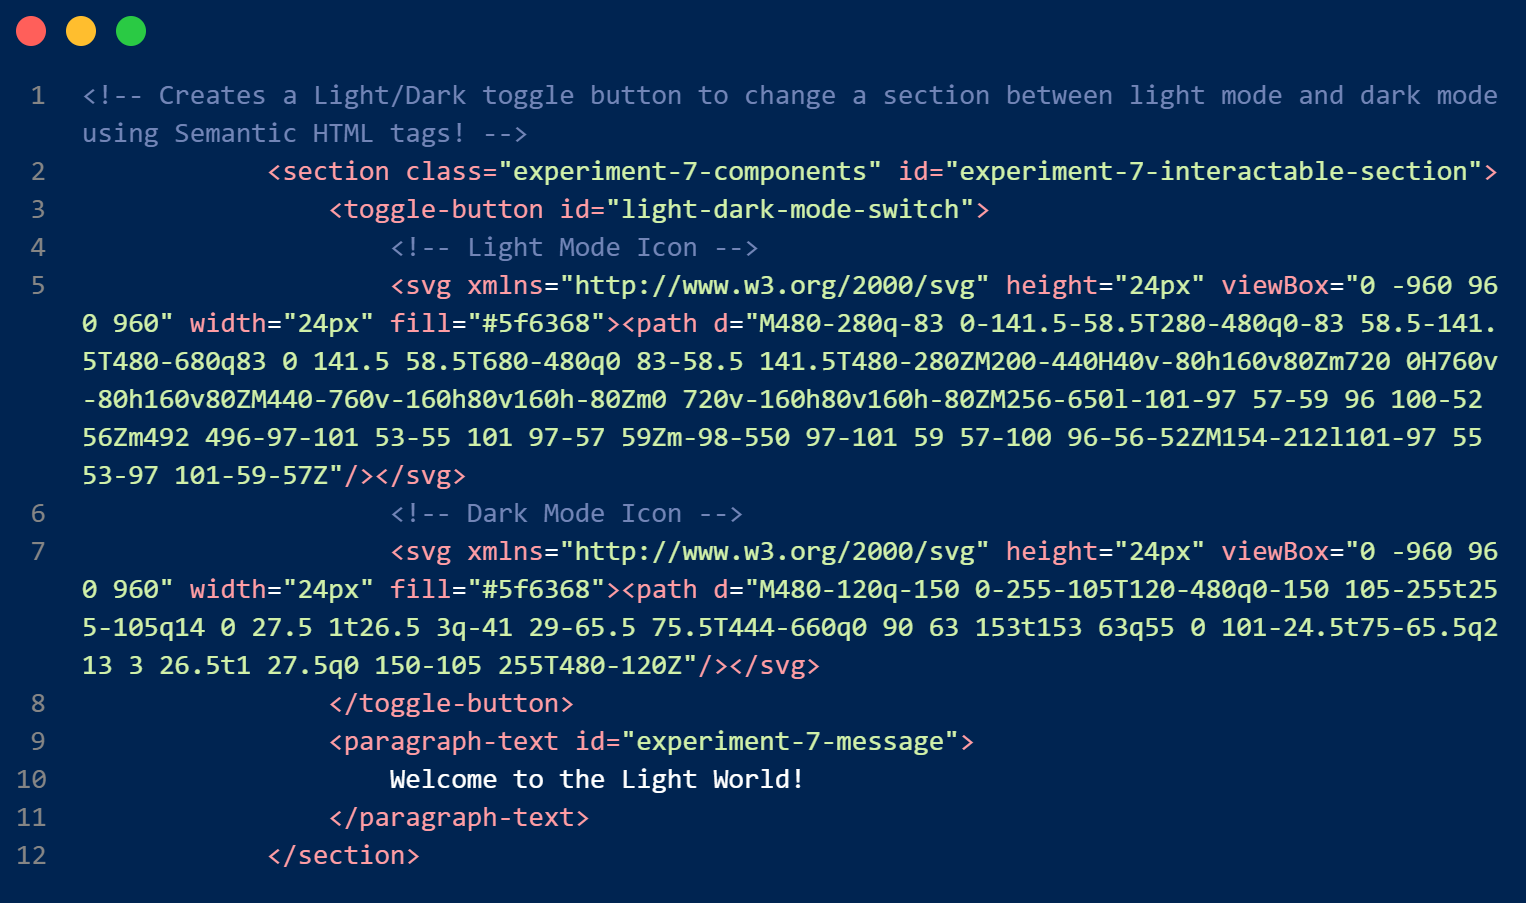 1 <!-- Creates a Light/Dark toggle button to change a section between light mode and dark mode
using Semantic HTML tags! -->
2 <section class="experiment-7-components" id="experiment-7-interactable-section">
3 <toggle-button id="light-dark-mode-switch">
4 <!-- Light Mode Icon -->
5 <svg xmlns="http://www.w3.org/2000/svg" height="24px" viewBox="0 -960 96
0 960" width="24px" fill="#5f6368"><path d="M480-280q-83 0-141.5-58.5T280-480q0-83 58.5-141.
5T480-680q83 0 141.5 58.5T680-480q0 83-58.5 141.5T480-280ZM200-440H40v-80h160v80Zm720 0H760v
-80h160v80ZM440-760v-160h80v160h-80Zm0 720v-160h80v160h-80ZM256-650l-101-97 57-59 96 100-52
56Zm492 496-97-101 53-55 101 97-57 59Zm-98-550 97-101 59 57-100 96-56-52ZM154-212l101-97 55
53-97 101-59-57Z"/></svg>
6 <!-- Dark Mode Icon -->
7 <svg xmlns="http://www.w3.org/2000/svg" height="24px" viewBox="0 -960 96
0 960" width="24px" fill="#5f6368"><path d="M480-120q-150 0-255-105T120-480q0-150 105-255t25
5-105q14 0 27.5 1t26.5 3q-41 29-65.5 75.5T444-660q0 90 63 153t153 63q55 0 101-24.5t75-65.5q2
13 3 26.5t1 27.5q0 150-105 255T480-120Z"/></svg>
8 </toggle-button>
9 <paragraph-text id="experiment-7-message">
10 Welcome to the Light World!
11 </paragraph-text>
12 </section>